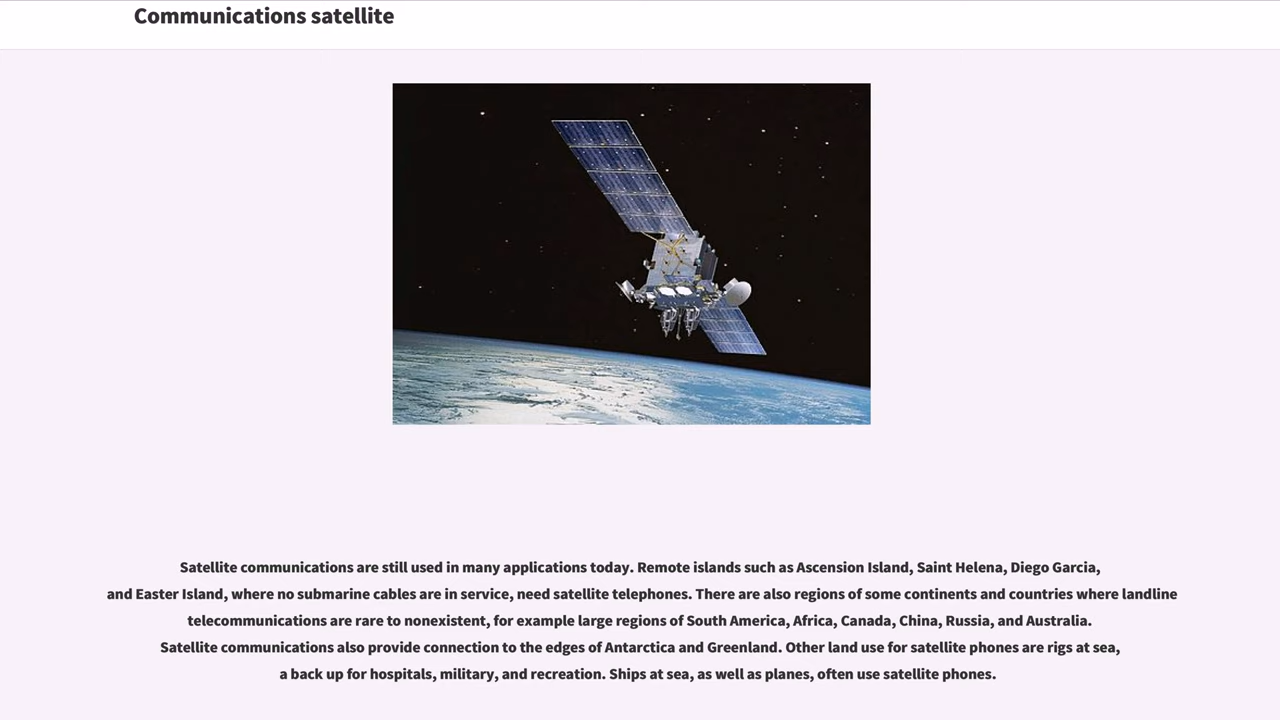 Communications satellite
Satellite communications are still used in many applications today. Remote islands such as Ascension Island, Saint Helena, Diego Garcia,
and Easter Island, where no submarine cables are in service, need satellite telephones. There are also regions of some continents and countries where landline
telecommunications are rare to nonexistent, for example large regions of South America, Africa, Canada, China, Russia, and Australia.
Satellite communications also provide connection to the edges of Antarctica and Greenland. Other land use for satellite phones are rigs at sea,
a back up for hospitals, military, and recreation. Ships at sea, as well as planes, often use satellite phones.